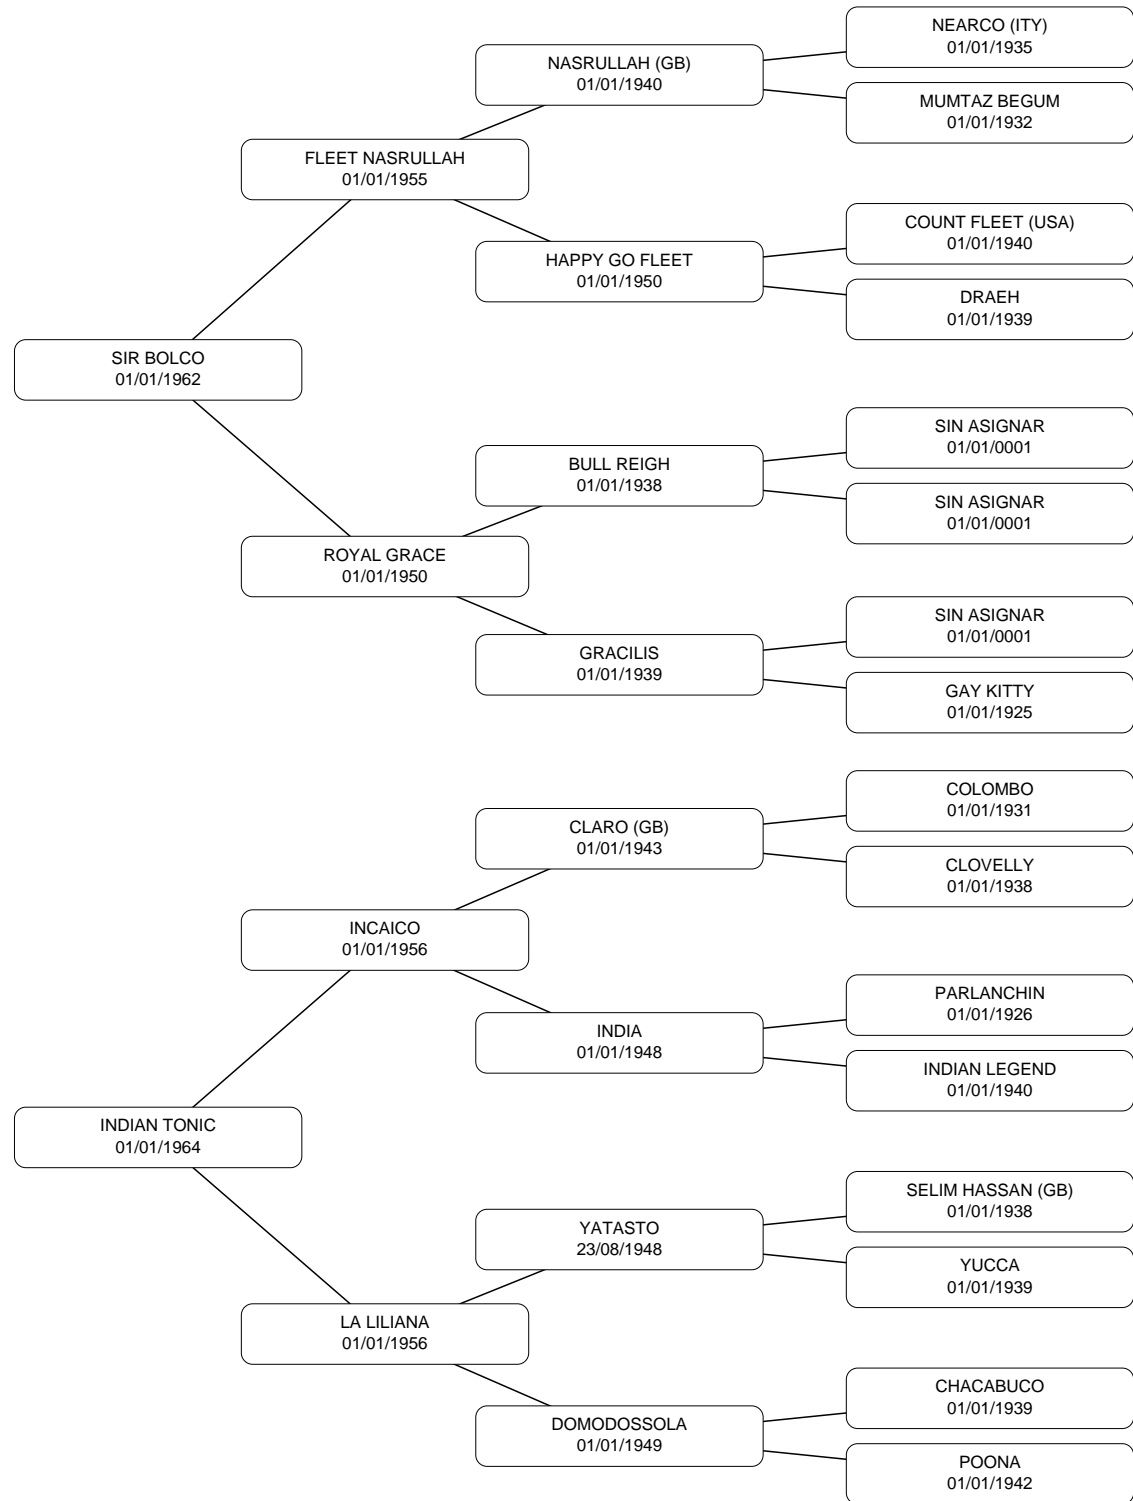 NEARCO (ITY)
01/01/1935
NASRULLAH (GB)
01/01/1940
MUMTAZ BEGUM
01/01/1932
FLEET NASRULLAH
01/01/1955
COUNT FLEET (USA)
01/01/1940
HAPPY GO FLEET
01/01/1950
DRAEH
01/01/1939
SIR BOLCO
01/01/1962
SIN ASIGNAR
01/01/0001
BULL REIGH
01/01/1938
SIN ASIGNAR
01/01/0001
ROYAL GRACE
01/01/1950
SIN ASIGNAR
01/01/0001
GRACILIS
01/01/1939
GAY KITTY
01/01/1925
COLOMBO
01/01/1931
CLARO (GB)
01/01/1943
CLOVELLY
01/01/1938
INCAICO
01/01/1956
PARLANCHIN
01/01/1926
INDIA
01/01/1948
INDIAN LEGEND
01/01/1940
INDIAN TONIC
01/01/1964
SELIM HASSAN (GB)
01/01/1938
YATASTO
23/08/1948
YUCCA
01/01/1939
LA LILIANA
01/01/1956
CHACABUCO
01/01/1939
DOMODOSSOLA
01/01/1949
POONA
01/01/1942